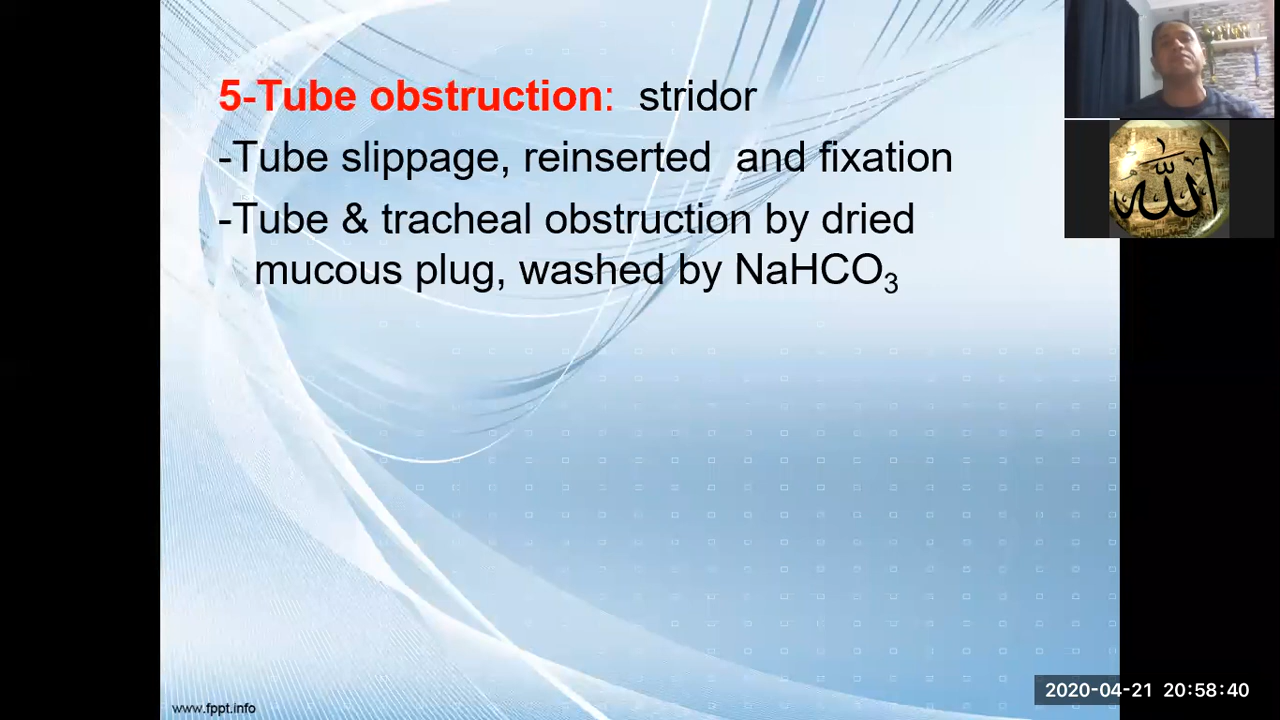 5-Tube obstruction: stridor
-Tube slippage, reinserted and fixation
-Tube & tracheal obstruction by dried
mucous plug, washed by NaHCO₃
الله
www.fppt.info
2020-04-21 20:58:40